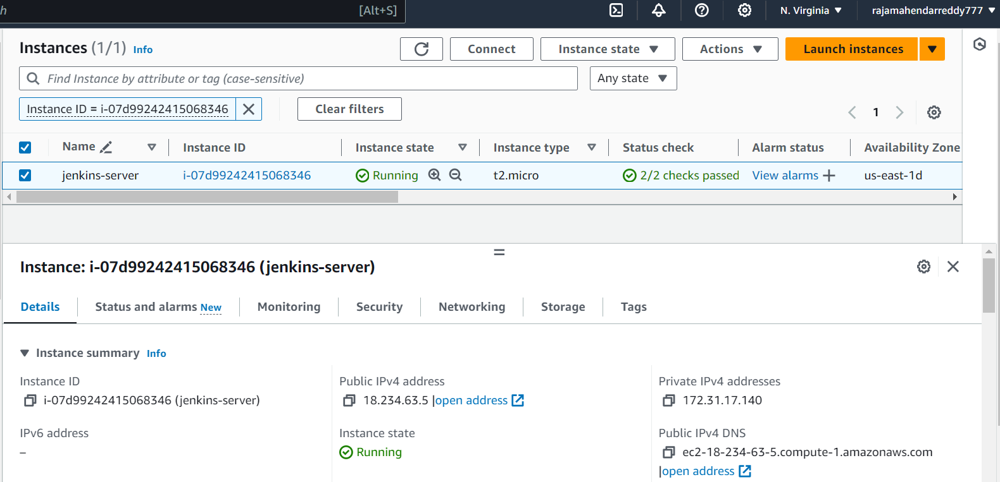 [Alt+S]
N. Virginia
rajamahendarreddy777
Instances (1/1) Info
Connect
Instance state
Actions
Launch instances
Find Instance by attribute or tag (case-sensitive)
Any state
Instance ID = i-07d99242415068346
Clear filters
1
Name
Instance ID
Instance state
Instance type
Status check
Alarm status
Availability Zone
jenkins-server
i-07d99242415068346
Running
t2.micro
2/2 checks passed
View alarms
us-east-1d
Instance: i-07d99242415068346 (jenkins-server)
Details
Status and alarms New
Monitoring
Security
Networking
Storage
Tags
Instance summary Info
Instance ID
i-07d99242415068346 (jenkins-server)
Public IPv4 address
18.234.63.5 |open address
Private IPv4 addresses
172.31.17.140
IPv6 address
–
Instance state
Running
Public IPv4 DNS
ec2-18-234-63-5.compute-1.amazonaws.com
|open address